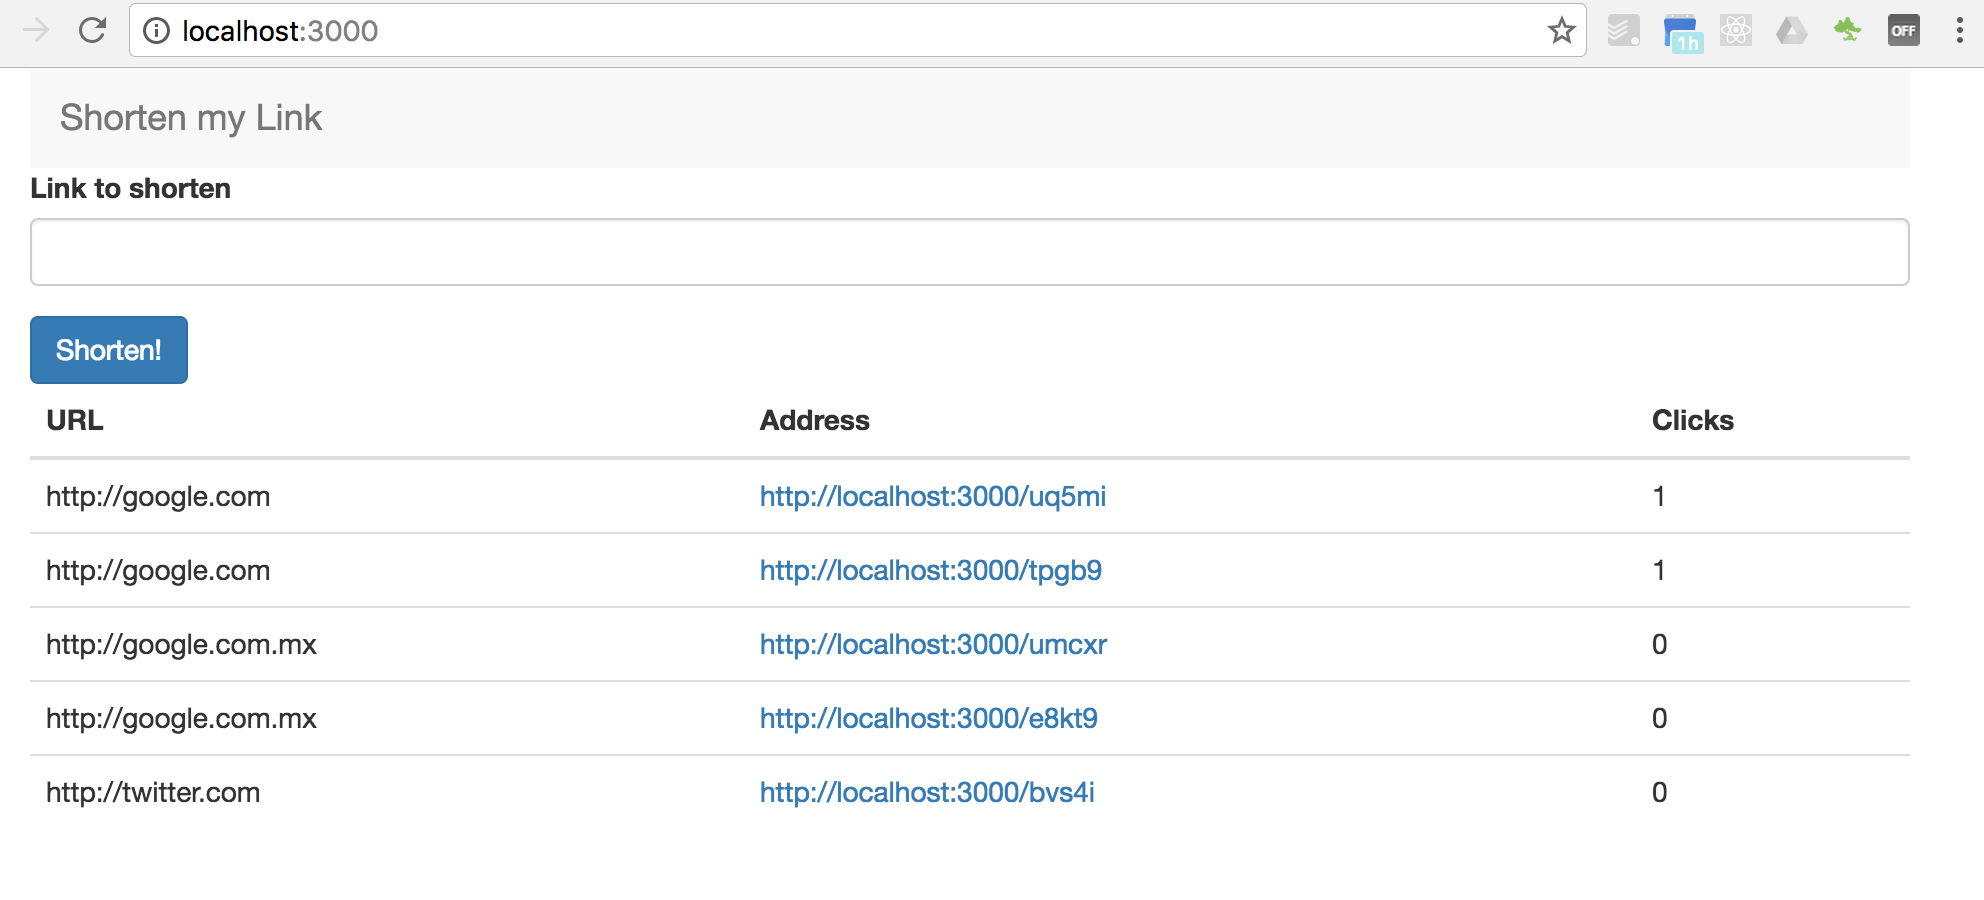 localhost:3000
1h
OFF
Shorten my Link
Link to shorten
Shorten!
URL Address Clicks
http://google.com http://localhost:3000/uq5mi 1
http://google.com http://localhost:3000/tpgb9 1
http://google.com.mx http://localhost:3000/umcxr 0
http://google.com.mx http://localhost:3000/e8kt9 0
http://twitter.com http://localhost:3000/bvs4i 0